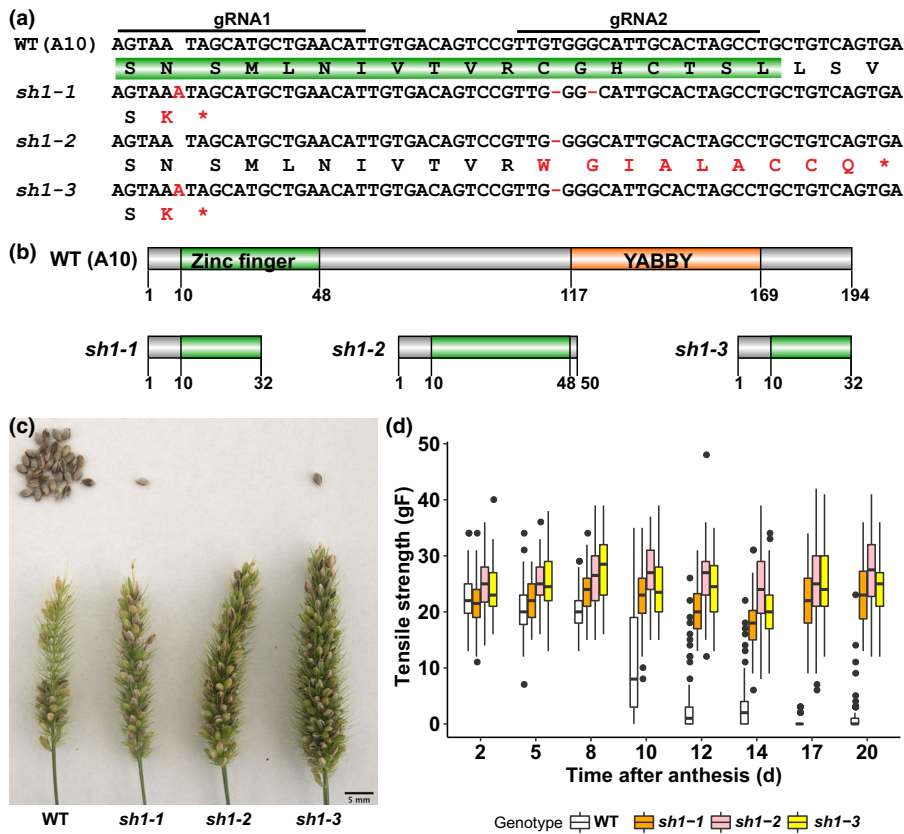 (a)
gRNA1 gRNA2
WT (A10) AGTAA TAGCATGCTGAACATTGTGACAGTCCGTTGTGGGCATTGCACTAGCCTGCTGTCAGTGA
S N S M L N I V T V R C G H C T S L L S V
sh1-1 AGTAAATAGCATGCTGAACATTGTGACAGTCCGTTG-GG-CATTGCACTAGCCTGCTGTCAGTGA
S K *
sh1-2 AGTAA TAGCATGCTGAACATTGTGACAGTCCGTTG-GGGCATTGCACTAGCCTGCTGTCAGTGA
S N S M L N I V T V R W G I A L A C C Q *
sh1-3 AGTAAATAGCATGCTGAACATTGTGACAGTCCGTTG-GGGCATTGCACTAGCCTGCTGTCAGTGA
S K *
(b)
WT (A10) Zinc finger YABBY
1 10 48 117 169 194
sh1-1 sh1-2 sh1-3
1 10 32 1 10 48 50 1 10 32
(c)
5 mm
WT sh1-1 sh1-2 sh1-3
(d)
Tensile strength (gF)
50
40
30
20
10
0
2 5 8 10 12 14 17 20
Time after anthesis (d)
Genotype WT sh1-1 sh1-2 sh1-3